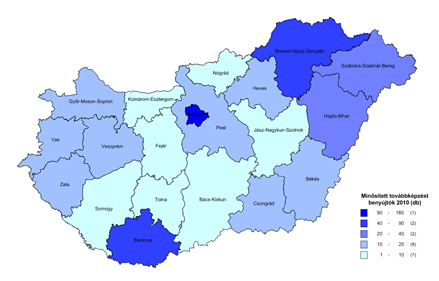 Borsod-Abaúj-Zemplén
Szabolcs-Szatmár-Bereg
Nógrád
Heves
Győr-Moson-Sopron
Komárom-Esztergom
Pest
Hajdú-Bihar
Jász-Nagykun-Szolnok
Vas
Veszprém
Fejér
Zala
Somogy
Tolna
Bács-Kiskun
Csongrád
Békés
Baranya
Minősített továbbképzést
benyújtók 2010 (db)
90 - 180 (1)
40 - 90 (2)
20 - 40 (2)
10 - 20 (8)
1 - 10 (7)